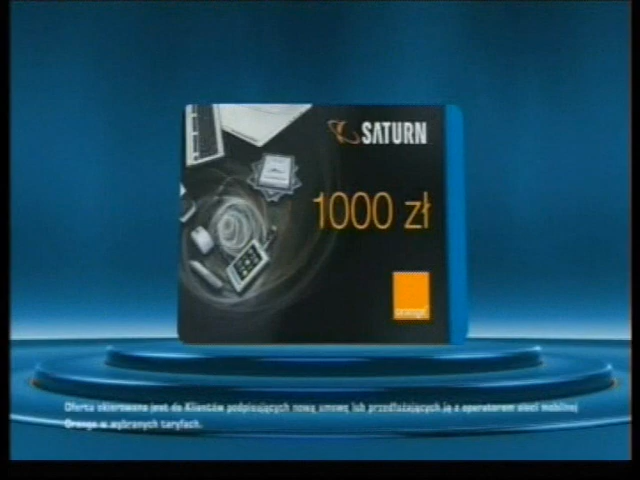 SATURN
1000 zł
orange
Oferta skierowana jest do Klientów podpisujących nową umowę lub przedłużających ją z operatorem sieci mobilnej
Orange w wybranych taryfach.